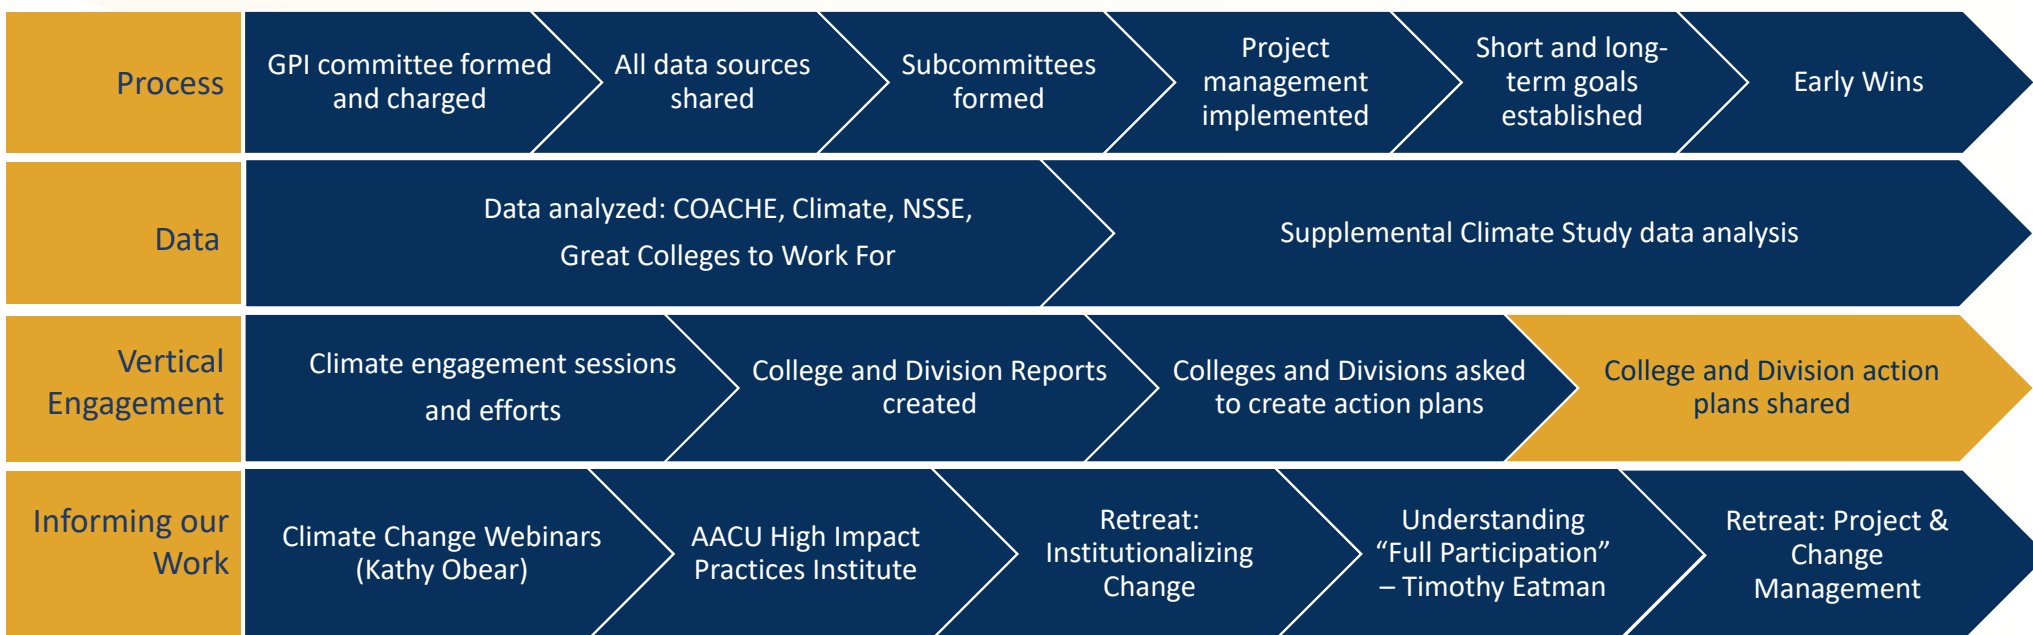 Process
GPI committee formed
and charged
All data sources
shared
Subcommittees
formed
Project
management
implemented
Short and long-
term goals
established
Early Wins
Data
Data analyzed: COACHE, Climate, NSSE,
Great Colleges to Work For
Supplemental Climate Study data analysis
Vertical
Engagement
Climate engagement sessions
and efforts
College and Division Reports
created
Colleges and Divisions asked
to create action plans
College and Division action
plans shared
Informing our
Work
Climate Change Webinars
(Kathy Obear)
AACU High Impact
Practices Institute
Retreat:
Institutionalizing
Change
Understanding
“Full Participation”
– Timothy Eatman
Retreat: Project &
Change
Management